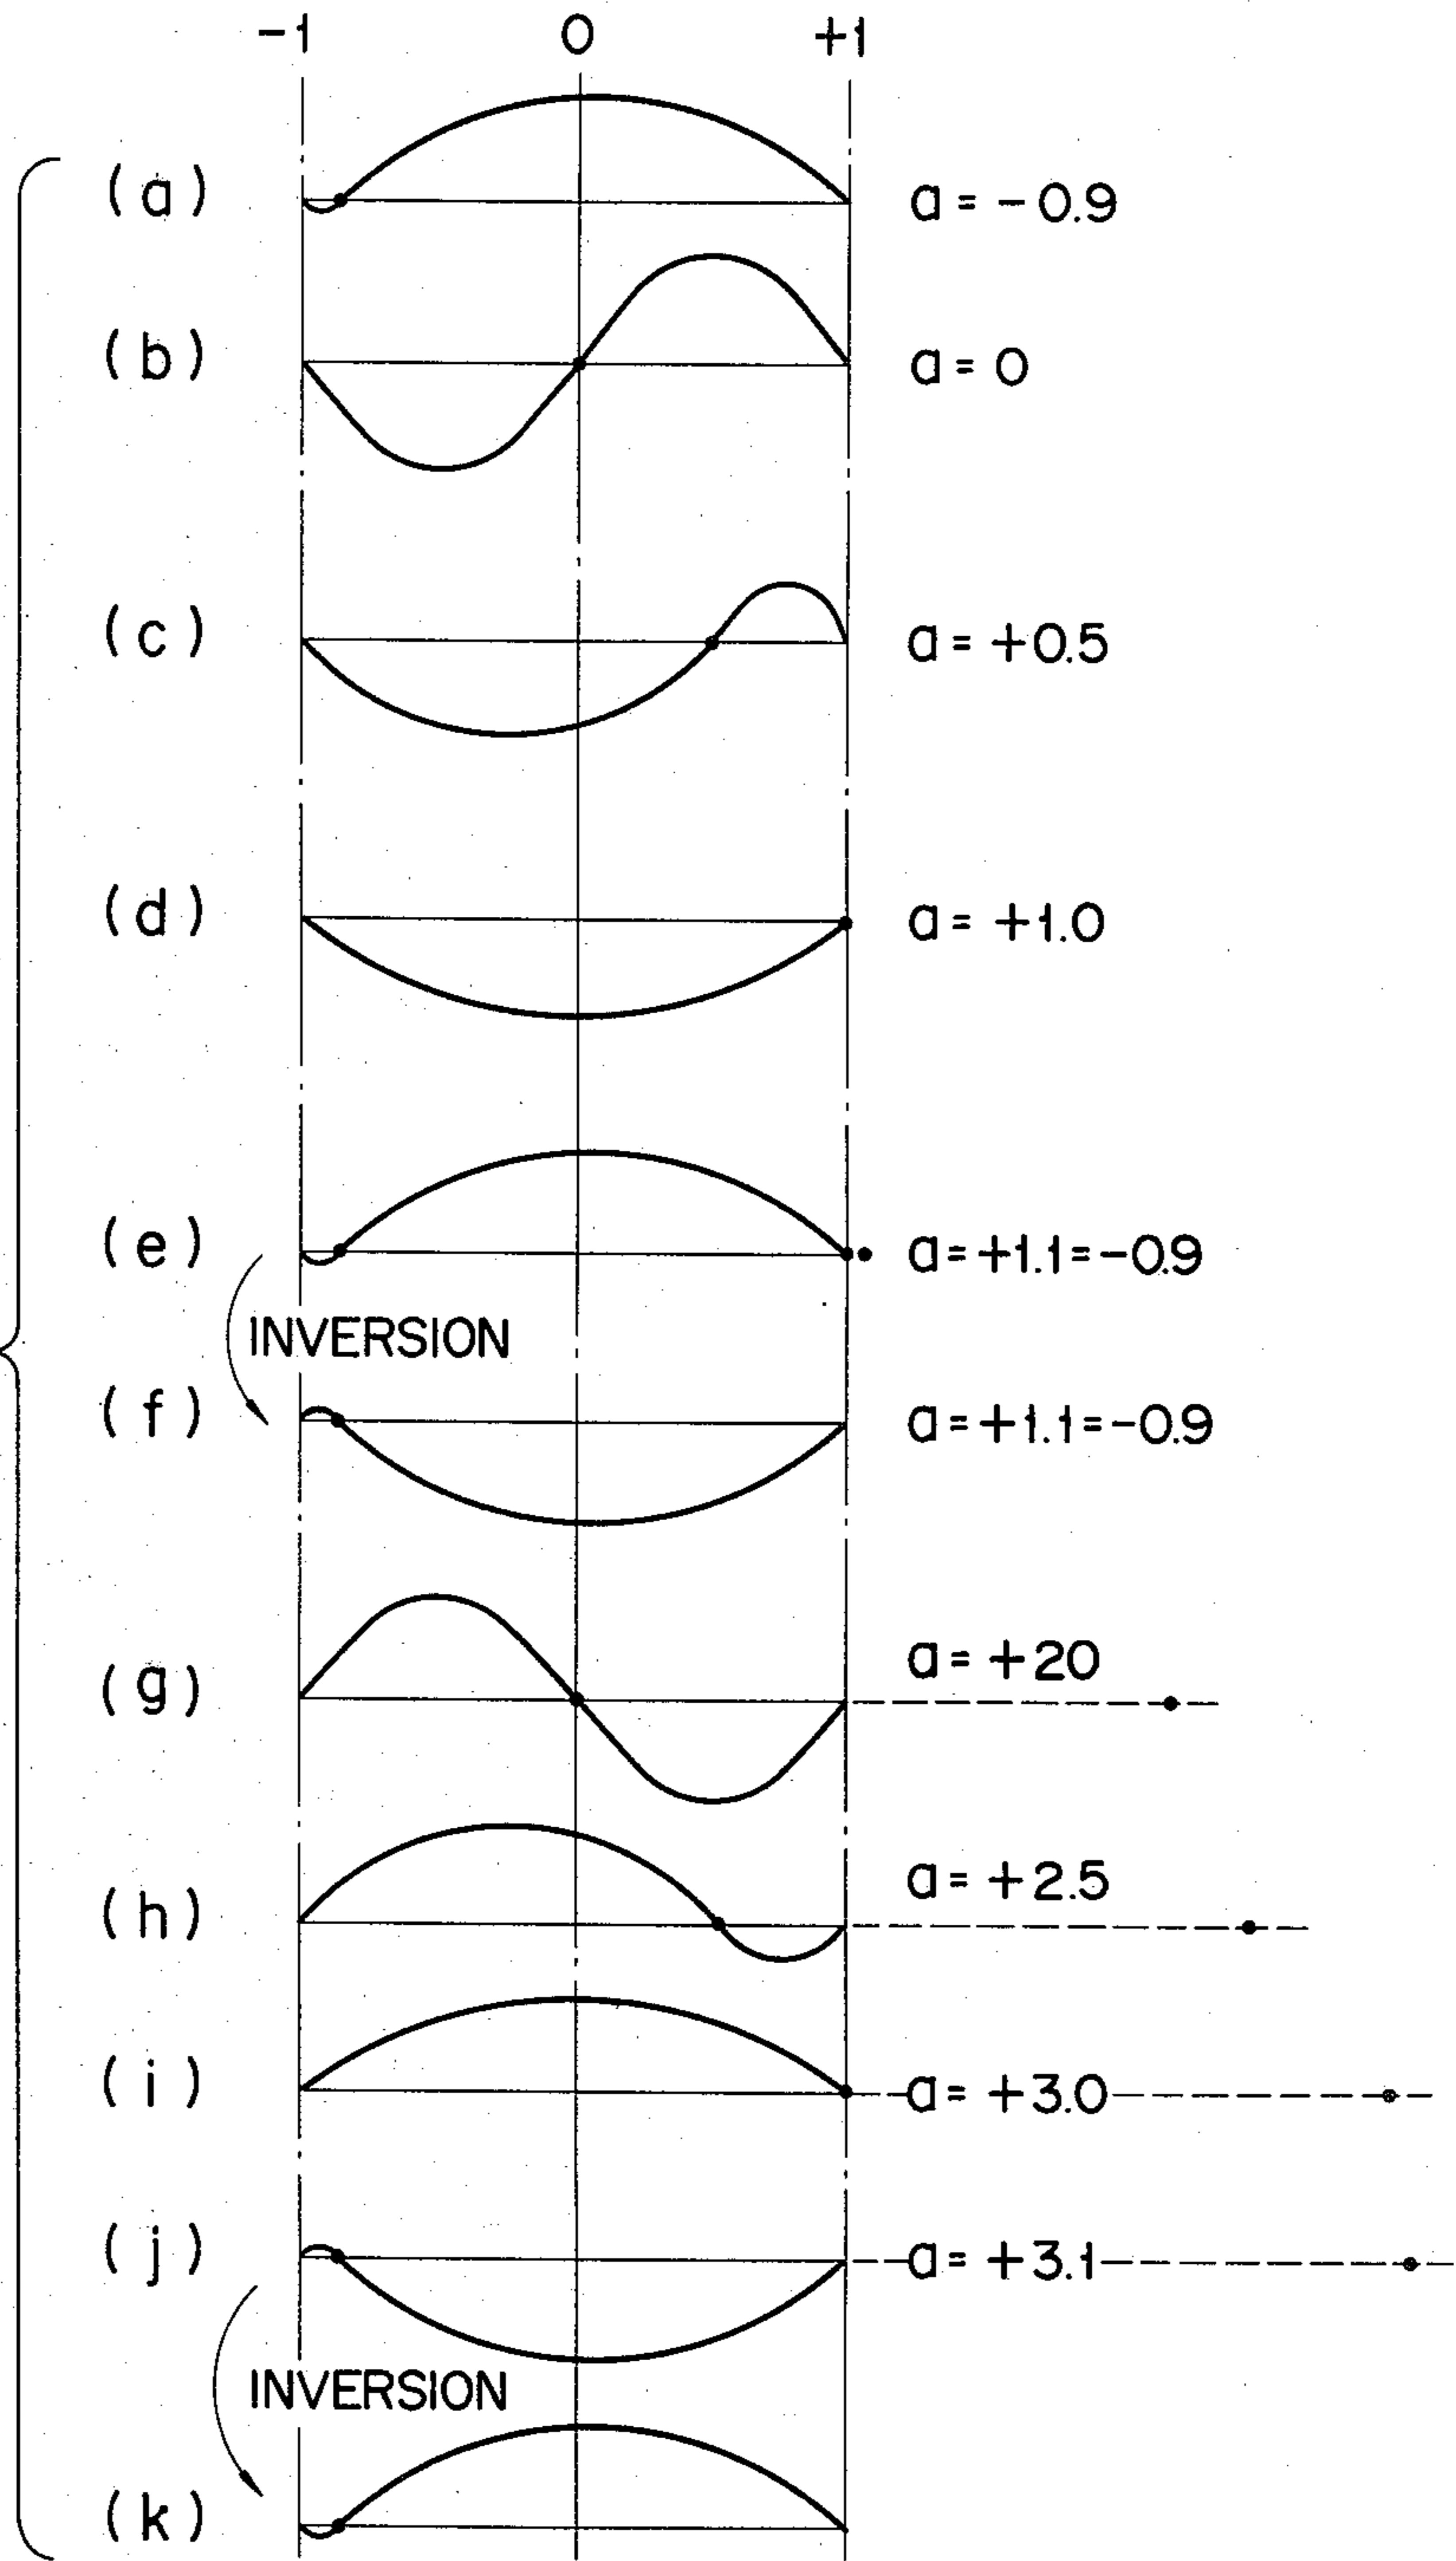 -1 0 +1
(a) a = -0.9
(b) a = 0
(c) a = +0.5
(d) a = +1.0
(e) a = +1.1 = -0.9
INVERSION
(f) a = +1.1 = -0.9
(g) a = +20
(h) a = +2.5
(i) a = +3.0
(j) a = +3.1
INVERSION
(k)